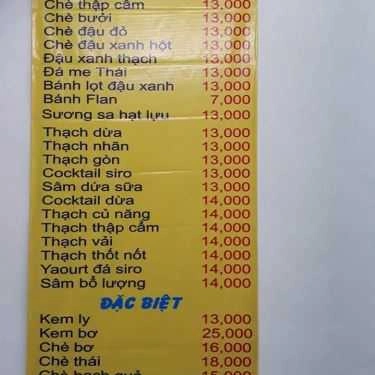 Chè thập cẩm 13,000
Chè bưởi 13,000
Chè đậu đỏ 13,000
Chè đậu xanh hột 13,000
Đậu xanh thạch 13,000
Đá me Thái 13,000
Bánh lọt đậu xanh 13,000
Bánh Flan 7,000
Sương sa hạt lựu 13,000
Thạch dừa 13,000
Thạch nhãn 13,000
Thạch gòn 13,000
Cocktail siro 13,000
Sâm dứa sữa 13,000
Cocktail dừa 14,000
Thạch củ năng 14,000
Thạch thập cẩm 14,000
Thạch vải 14,000
Thạch thốt nốt 14,000
Yaourt đá siro 14,000
Sâm bổ lượng 14,000
ĐẶC BIỆT
Kem ly 13,000
Kem bơ 25,000
Chè bơ 16,000
Chè thái 18,000
Chè bạch quả 15,000